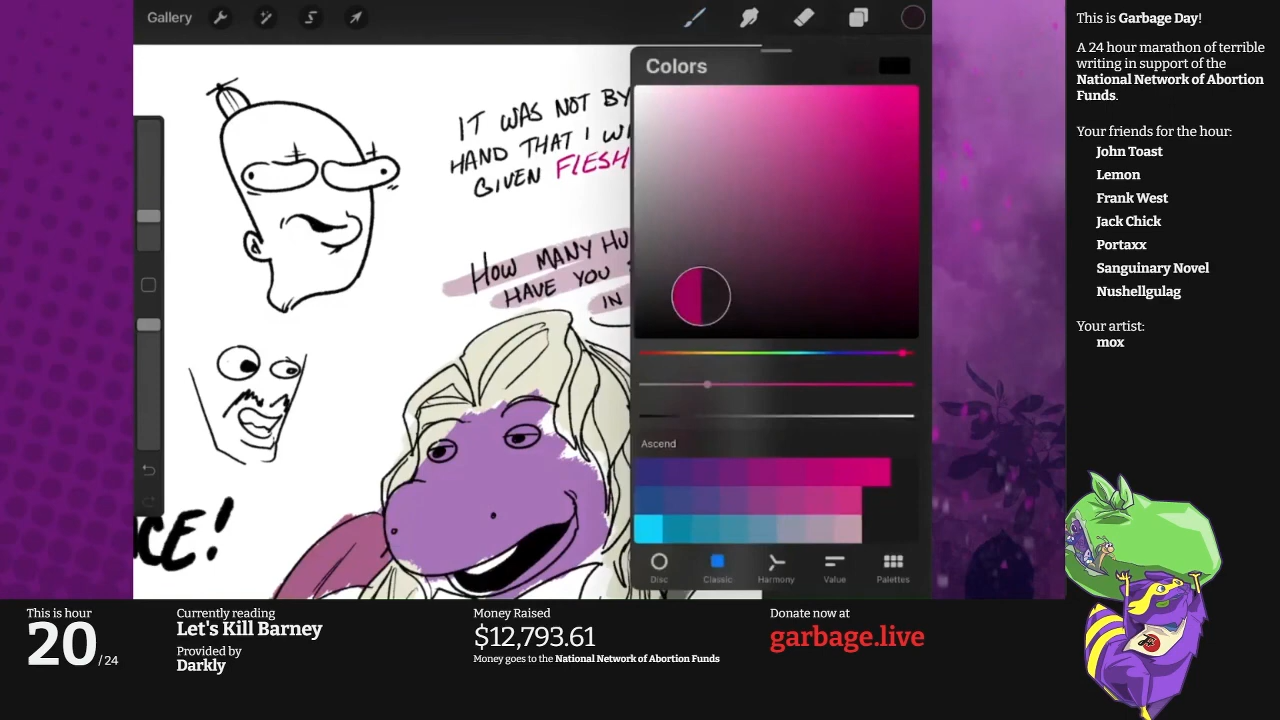 Gallery
Colors
IT WAS NOT BY
HAND THAT I
GIVEN FLESH
HOW MANY
HAVE YOU
IN
CE!
Ascend
Disc
Classic
Harmony
Value
Palettes
This is Garbage Day!
A 24 hour marathon of terrible
writing in support of the
National Network of Abortion
Funds.
Your friends for the hour:
John Toast
Lemon
Frank West
Jack Chick
Portaxx
Sanguinary Novel
Nushellgulag
Your artist:
mox
This is hour
20 / 24
Currently reading
Let's Kill Barney
Provided by
Darkly
Money Raised
$12,793.61
Money goes to the National Network of Abortion Funds
Donate now at
garbage.live